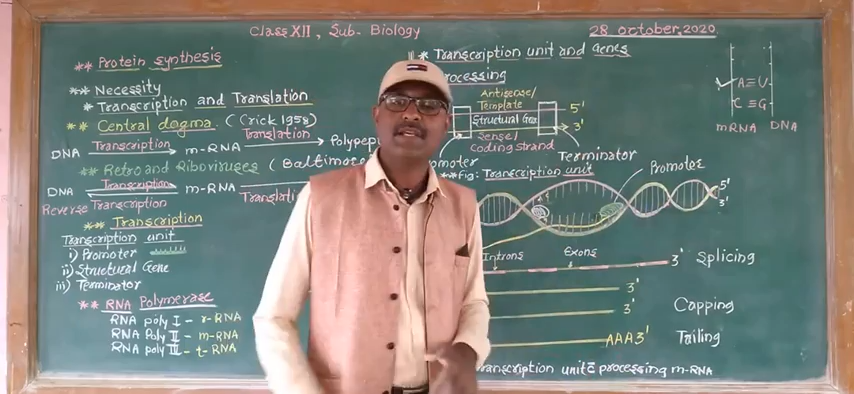 Class XII, Sub- Biology
28 october, 2020
** Protein synthesis
** Necessity
* Transcription and Translation
** Central dogma. (Crick 1958)
DNA Transcription m-RNA Translation Polypep
** Retro and Riboviruses (Baltimore
DNA Transcription m-RNA Translati
Reverse Transcription
** Transcription
Transcription unit
i) Promoter
ii) Structural Gene
iii) Terminator
** RNA Polymerase
RNA poly I - r-RNA
RNA Poly II - m-RNA
RNA poly III - t-RNA
* Transcription unit and Genes
processing
Antisense/
Template
5'
Structural Gene
3'
Sense/
Coding strand
Promoter
Terminator
**Fig: Transcription unit
Promoter
5'
3'
Introns
Exons
3' Splicing
3'
3' Capping
AAA3' Tailing
ranscription unit c̄ processing m-RNA
A≡U
C≡G
mRNA DNA